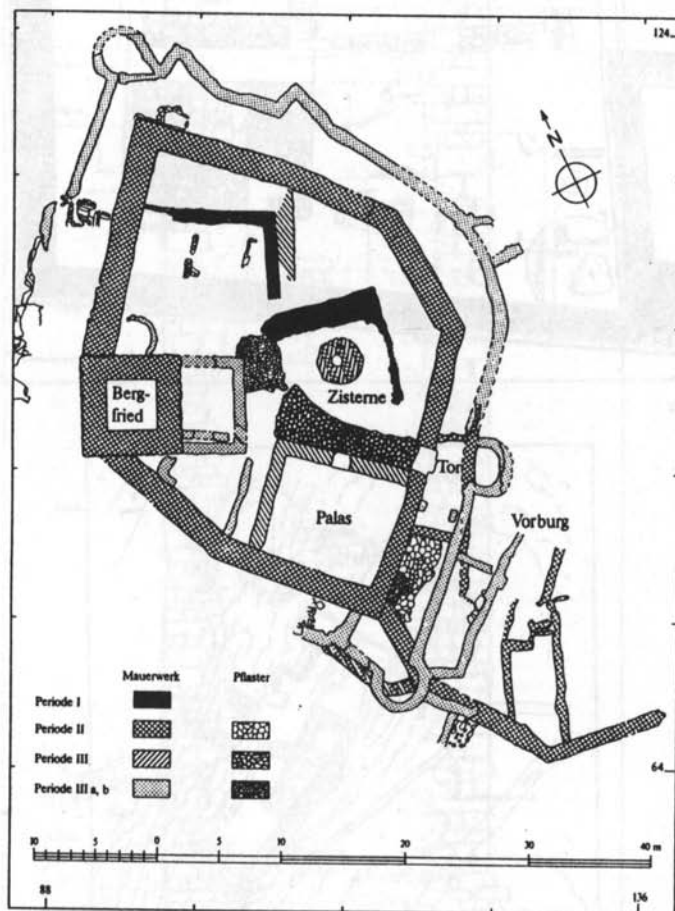 124
N
Berg-
fried
Zisterne
Tor
Palas
Vorburg
Mauerwerk Pflaster
Periode I
Periode II
Periode III
Periode III a, b
64
10 5 0 5 10 20 30 40 m
88 136